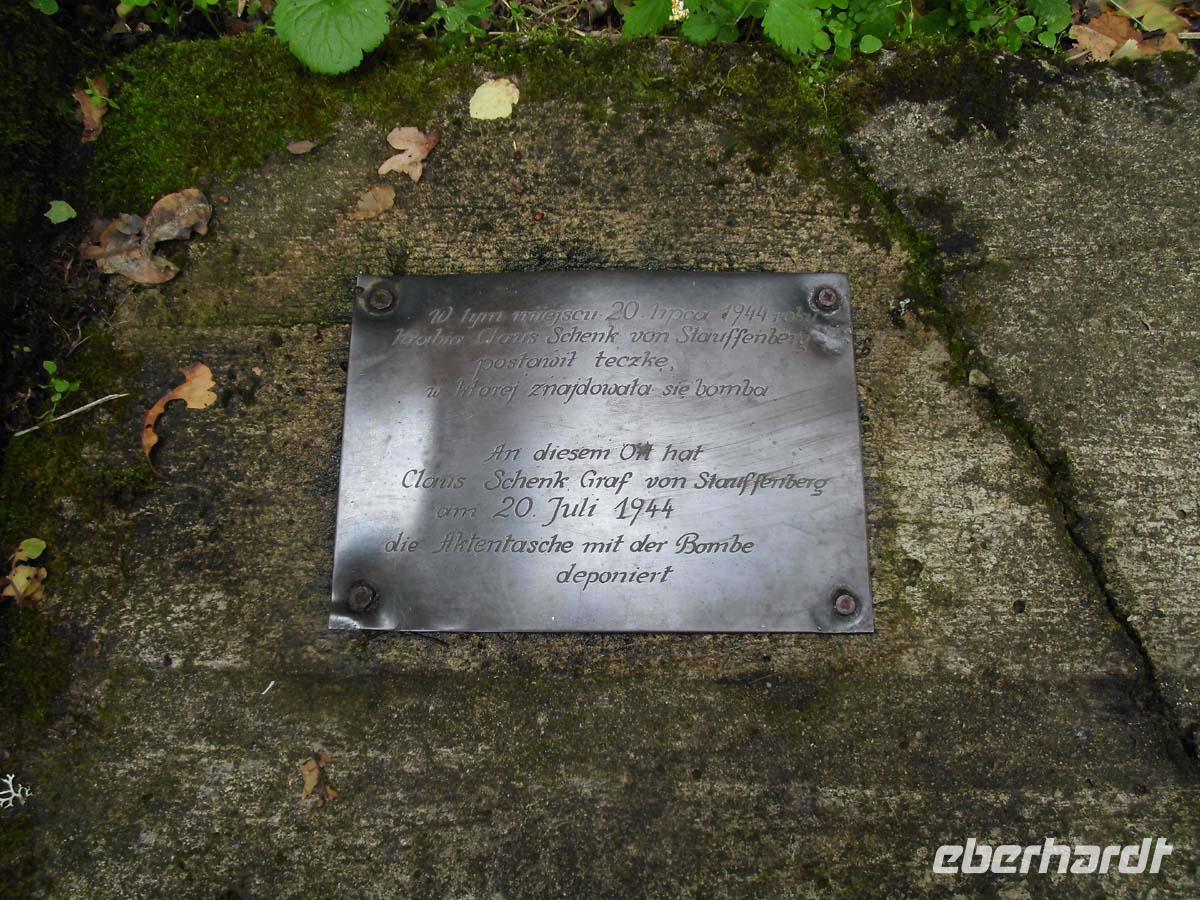 W tym miejscu 20. lipca 1944 roku
hrabia Claus Schenk von Stauffenberg
postawił teczkę,
w której znajdowała się bomba
An diesem Ort hat
Claus Schenk Graf von Stauffenberg
am 20. Juli 1944
die Aktentasche mit der Bombe
deponiert
eberhardt